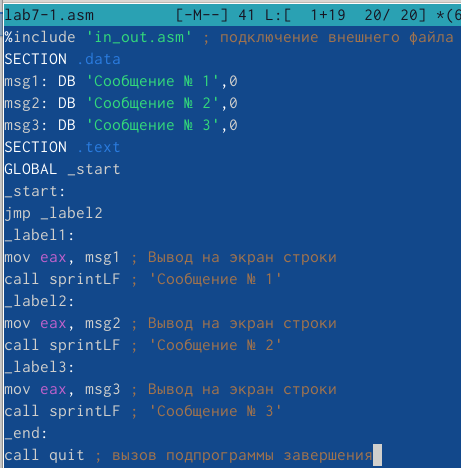 lab7-1.asm [-M--] 41 L:[ 1+19 20/ 20] *(6
%include 'in_out.asm' ; подключение внешнего файла
SECTION .data
msg1: DB 'Сообщение № 1',0
msg2: DB 'Сообщение № 2',0
msg3: DB 'Сообщение № 3',0
SECTION .text
GLOBAL _start
_start:
jmp _label2
_label1:
mov eax, msg1 ; Вывод на экран строки
call sprintLF ; 'Сообщение № 1'
_label2:
mov eax, msg2 ; Вывод на экран строки
call sprintLF ; 'Сообщение № 2'
_label3:
mov eax, msg3 ; Вывод на экран строки
call sprintLF ; 'Сообщение № 3'
_end:
call quit ; вызов подпрограммы завершения